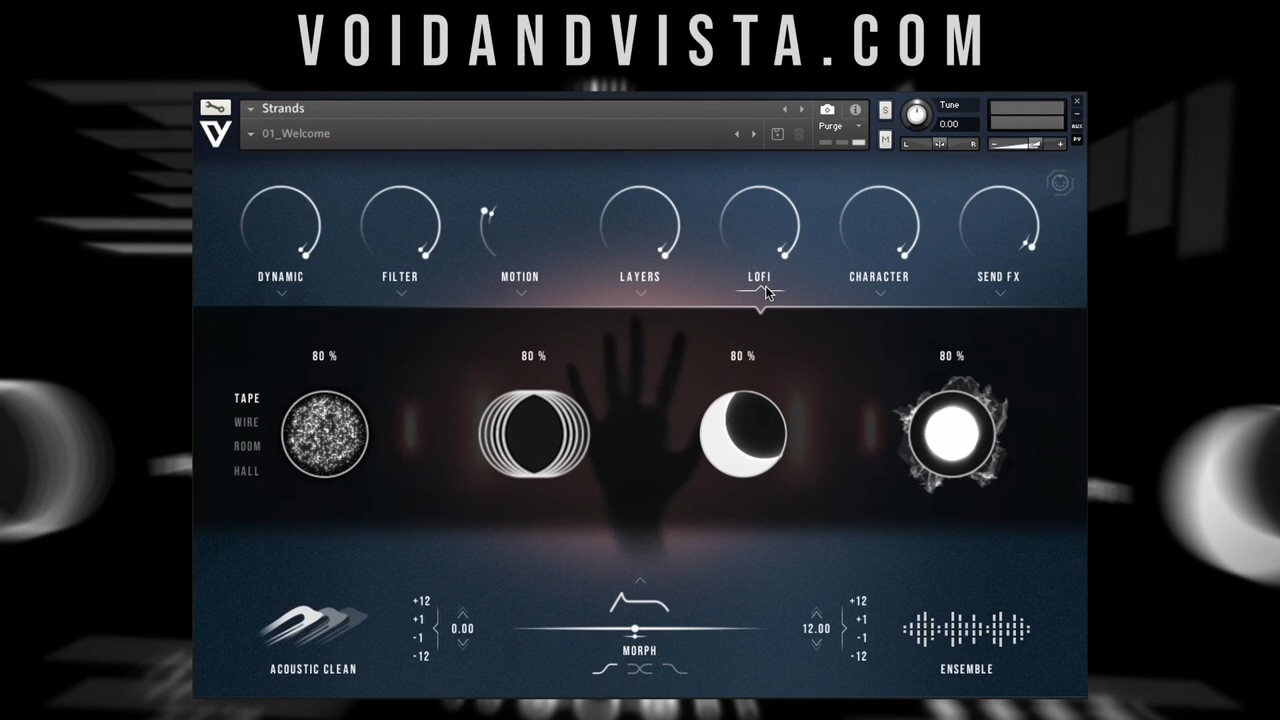 VOIDANDVISTA.COM
Strands
01_Welcome
Purge
S
M
Tune
0.00
L
R
AUX
PV
DYNAMIC
FILTER
MOTION
LAYERS
LOFI
CHARACTER
SEND FX
80 %
80 %
80 %
80 %
TAPE
WIRE
ROOM
HALL
+12
+1
-1
-12
0.00
MORPH
12.00
+12
+1
-1
-12
ACOUSTIC CLEAN
ENSEMBLE